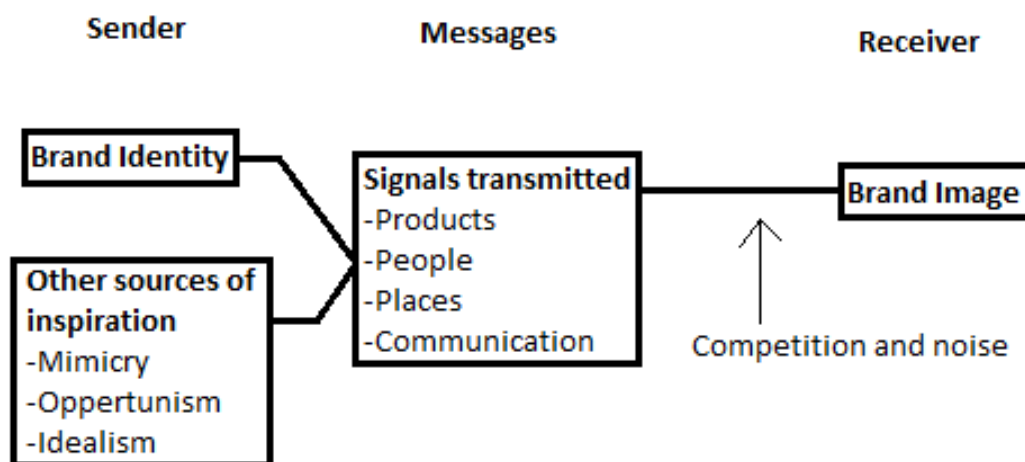 Sender
Messages
Receiver
Brand Identity
Other sources of
inspiration
-Mimicry
-Oppertunism
-Idealism
Signals transmitted
-Products
-People
-Places
-Communication
Brand Image
Competition and noise